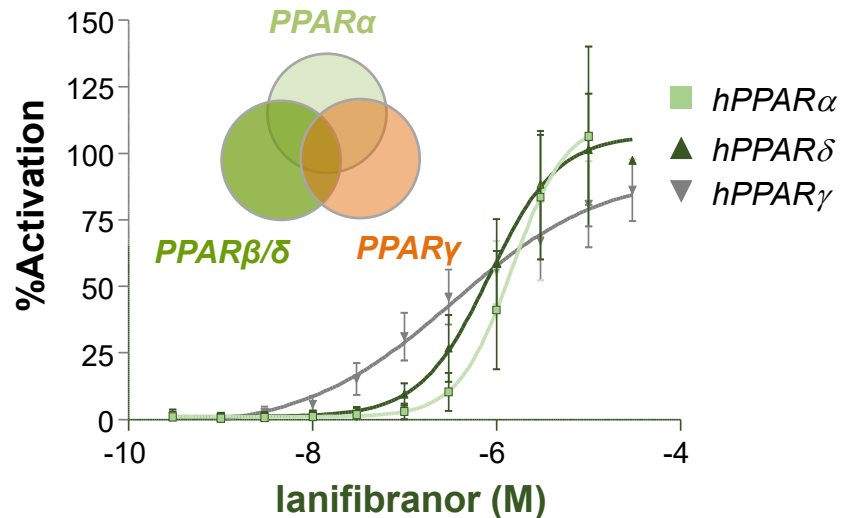 150
125
100
75
50
25
0
%Activation
PPARα
PPARβ/δ
PPARγ
hPPARα
hPPARδ
hPPARγ
-10
-8
-6
-4
lanifibranor (M)